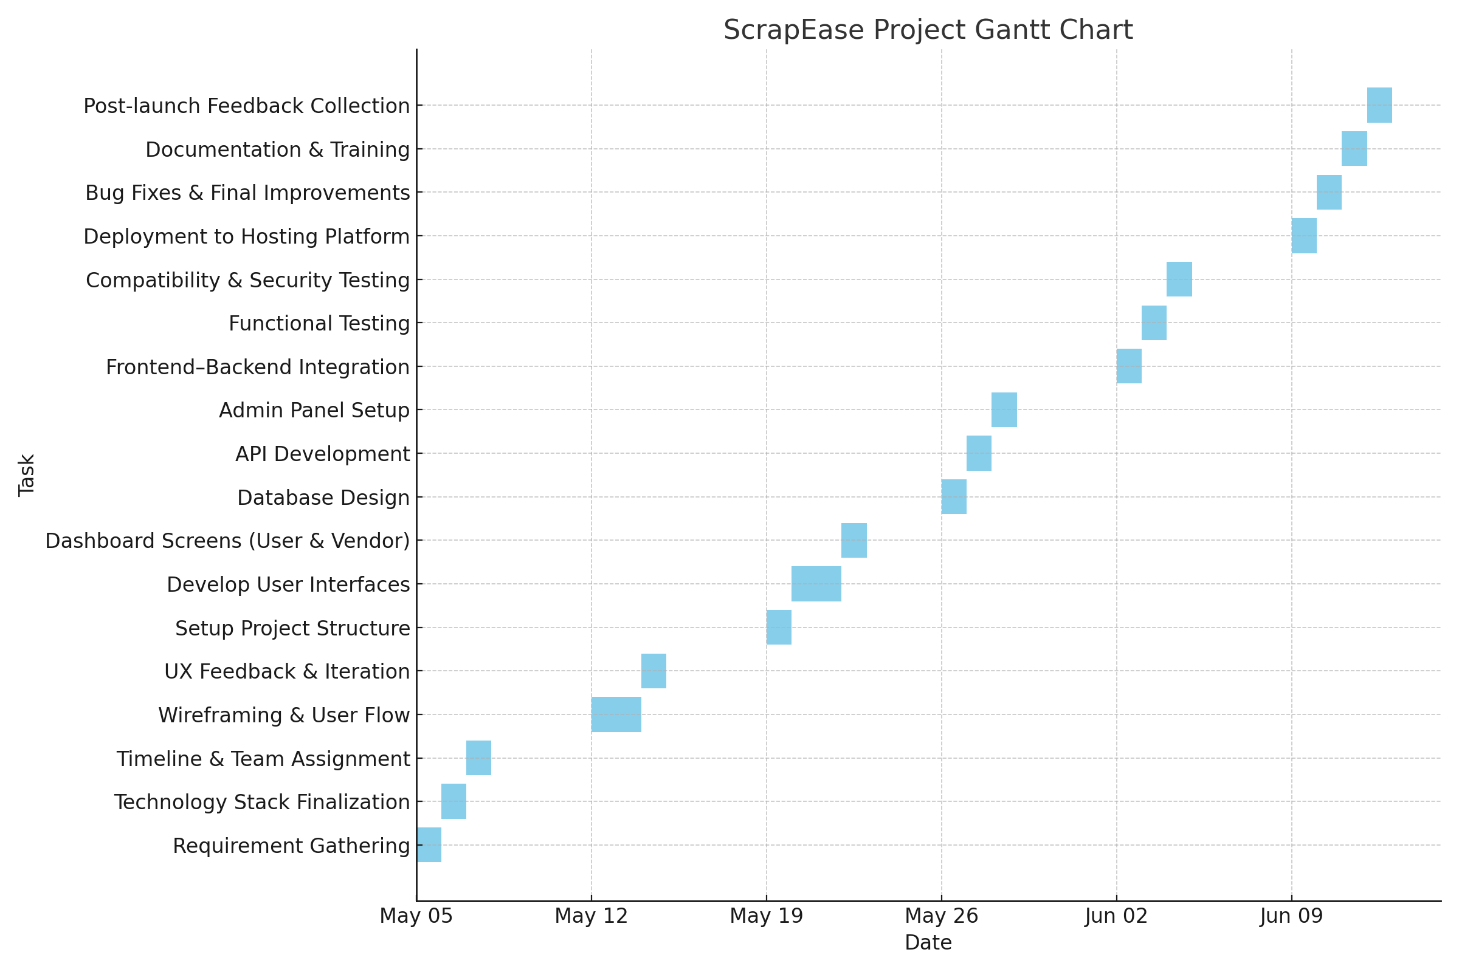 ScrapEase Project Gantt Chart
Post-launch Feedback Collection
Documentation & Training
Bug Fixes & Final Improvements
Deployment to Hosting Platform
Compatibility & Security Testing
Functional Testing
Frontend–Backend Integration
Admin Panel Setup
API Development
Database Design
Dashboard Screens (User & Vendor)
Develop User Interfaces
Setup Project Structure
UX Feedback & Iteration
Wireframing & User Flow
Timeline & Team Assignment
Technology Stack Finalization
Requirement Gathering
Task
May 05 May 12 May 19 May 26 Jun 02 Jun 09
Date